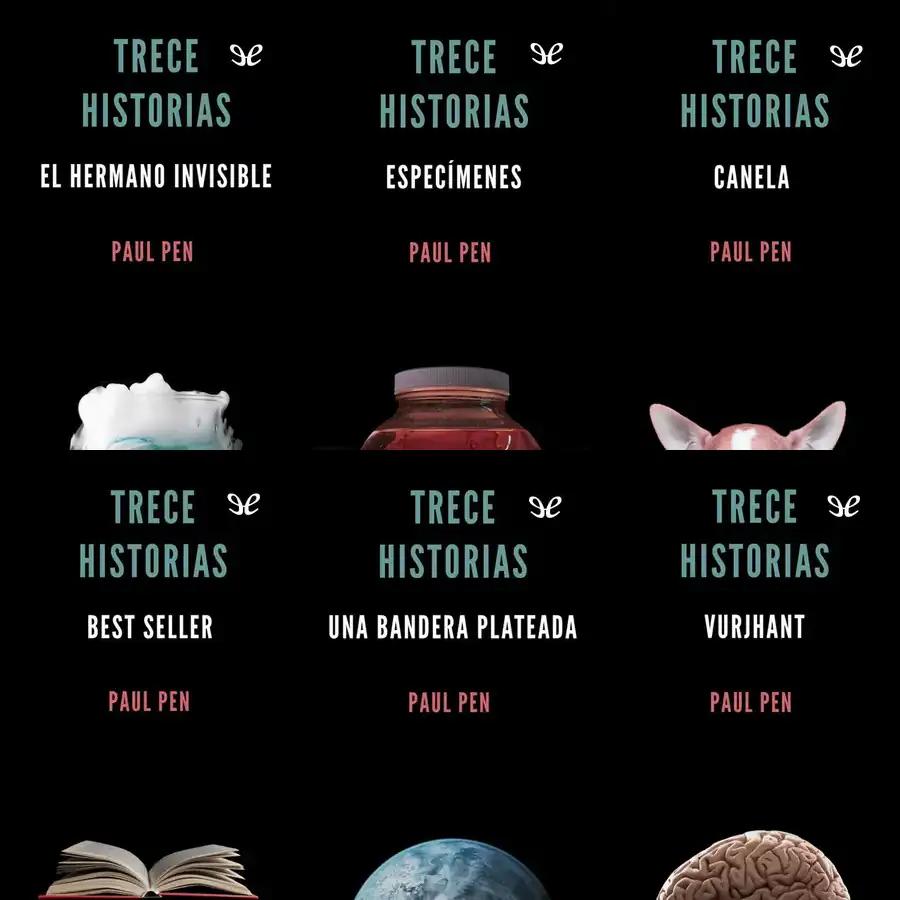 TRECE
HISTORIAS
EL HERMANO INVISIBLE
PAUL PEN
TRECE
HISTORIAS
ESPECÍMENES
PAUL PEN
TRECE
HISTORIAS
CANELA
PAUL PEN
TRECE
HISTORIAS
BEST SELLER
PAUL PEN
TRECE
HISTORIAS
UNA BANDERA PLATEADA
PAUL PEN
TRECE
HISTORIAS
VURJHANT
PAUL PEN